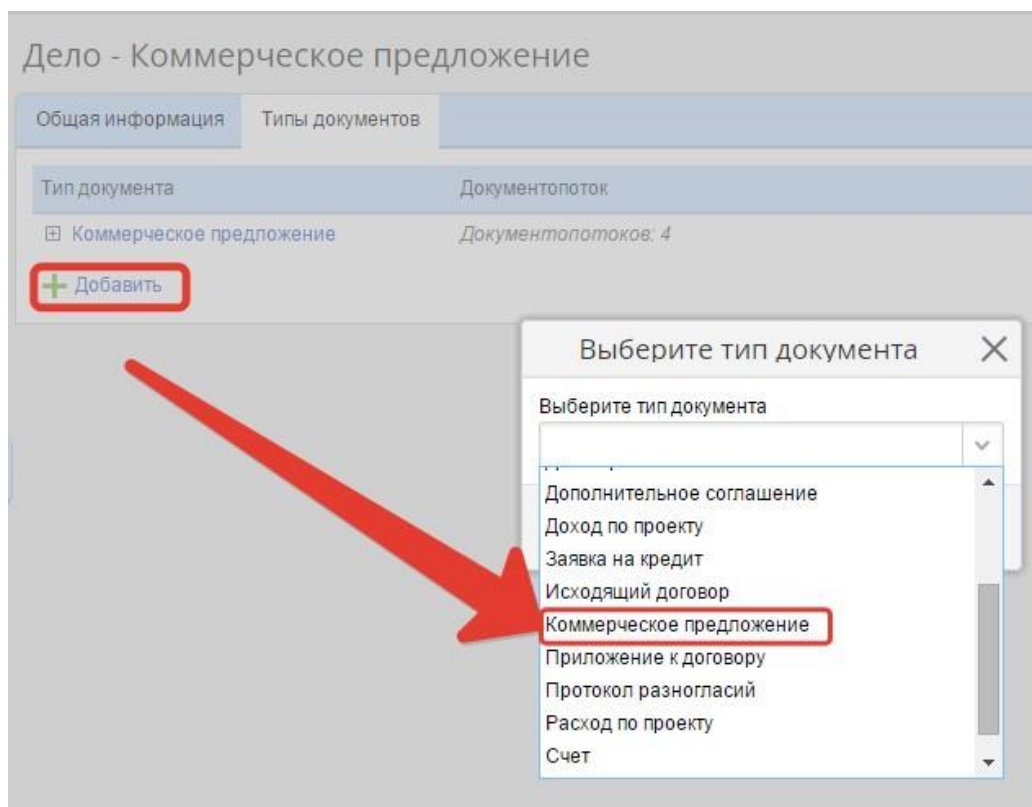 Дело - Коммерческое предложение
Общая информация Типы документов
Тип документа Документопоток
Коммерческое предложение Документопотоков: 4
Добавить
Выберите тип документа
Выберите тип документа
Дополнительное соглашение
Доход по проекту
Заявка на кредит
Исходящий договор
Коммерческое предложение
Приложение к договору
Протокол разногласий
Расход по проекту
Счет